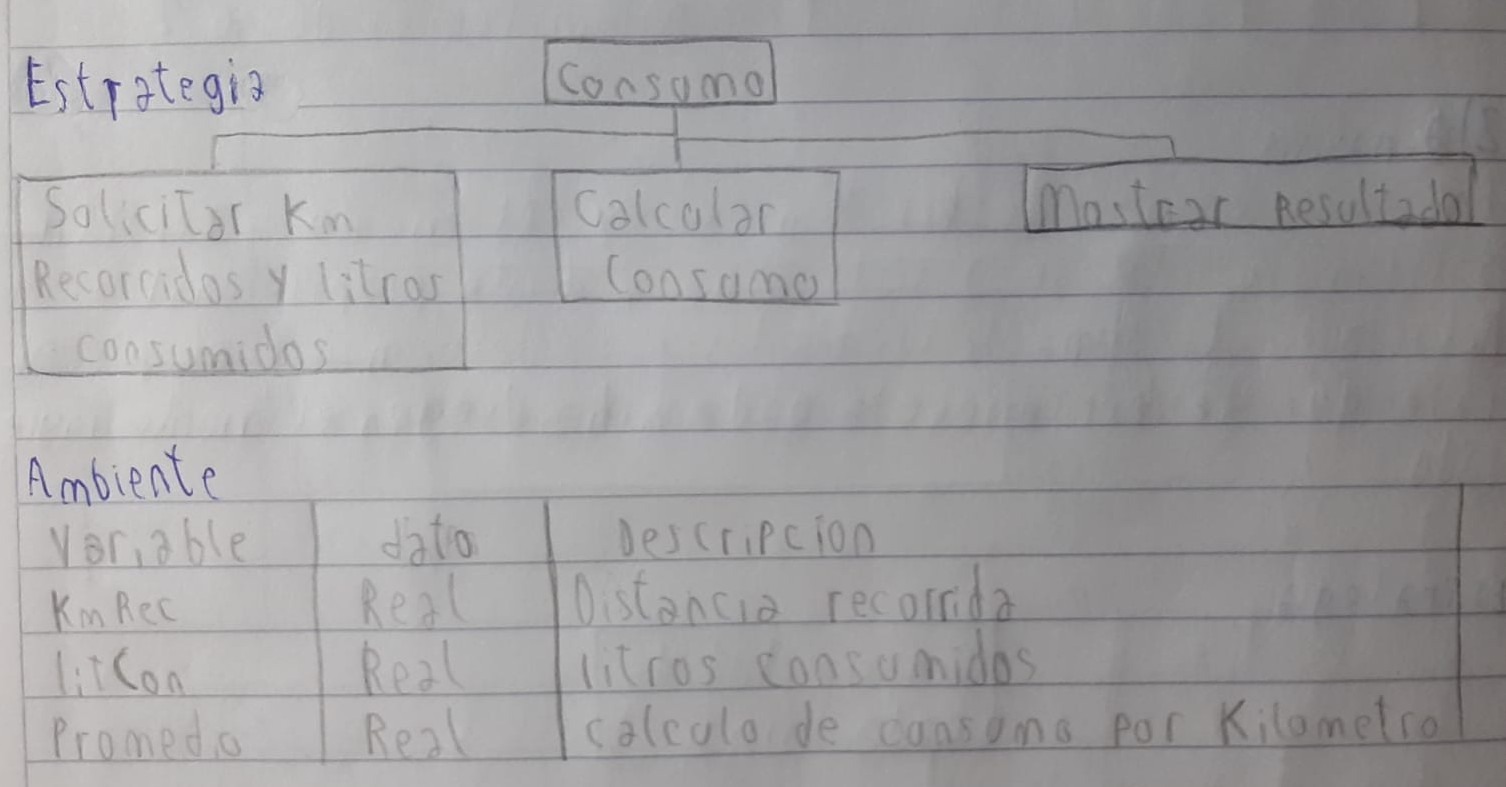 Estrategia
Consumo
Solicitar Km
Recorridos y litros
consumidos
Calcular
Consumo
Mostrar Resultado
Ambiente
Variable dato Descripcion
KmRec Real Distancia recorrida
litCon Real litros consumidos
Promedio Real calculo de consumo por Kilometro